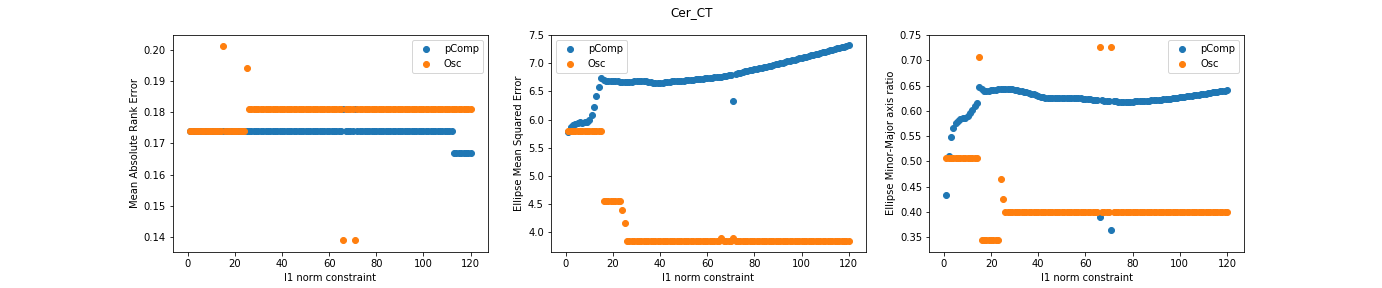 Cer_CT
Mean Absolute Rank Error
0.20
0.19
0.18
0.17
0.16
0.15
0.14
0 20 40 60 80 100 120
l1 norm constraint
pComp
Osc
Ellipse Mean Squared Error
7.5
7.0
6.5
6.0
5.5
5.0
4.5
4.0
0 20 40 60 80 100 120
l1 norm constraint
pComp
Osc
Ellipse Minor-Major axis ratio
0.75
0.70
0.65
0.60
0.55
0.50
0.45
0.40
0.35
0 20 40 60 80 100 120
l1 norm constraint
pComp
Osc